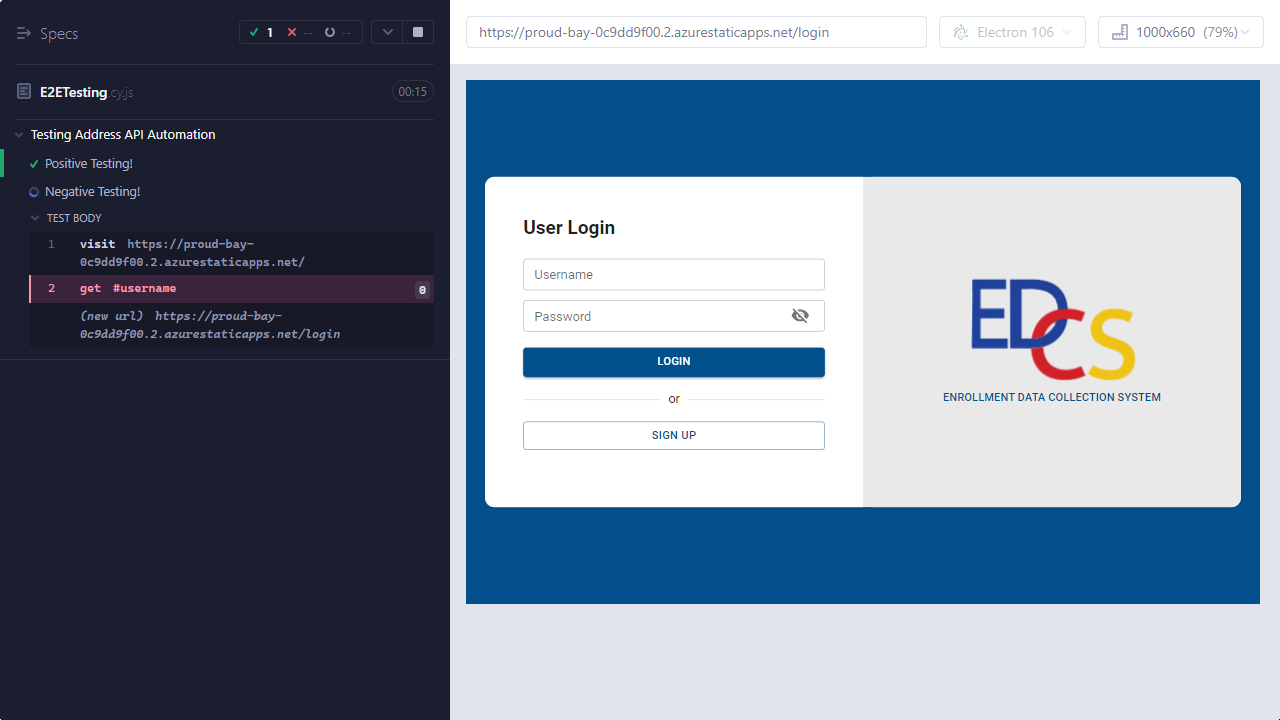 Specs
1 -- --
E2ETesting.cy.js 00:15
Testing Address API Automation
Positive Testing!
Negative Testing!
TEST BODY
1 visit https://proud-bay-
0c9dd9f00.2.azurestaticapps.net/
2 get #username 0
(new url) https://proud-bay-
0c9dd9f00.2.azurestaticapps.net/login
https://proud-bay-0c9dd9f00.2.azurestaticapps.net/login
Electron 106
1000x660 (79%)
User Login
Username
Password
LOGIN
or
SIGN UP
EDCS
ENROLLMENT DATA COLLECTION SYSTEM